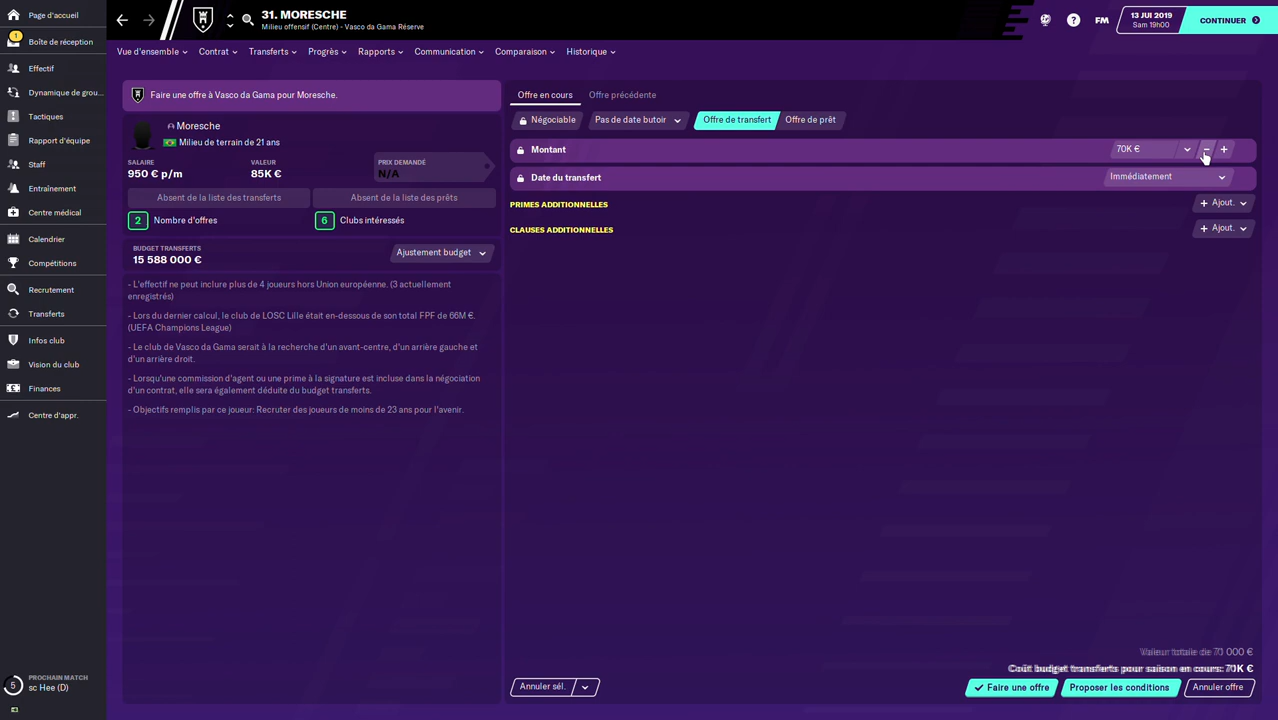 Page d'accueil
1
Boîte de réception
Effectif
Dynamique de grou...
Tactiques
Rapport d'équipe
Staff
Entraînement
Centre médical
Calendrier
Compétitions
Recrutement
Transferts
Infos club
Vision du club
Finances
Centre d'appr.
5
PROCHAIN MATCH
sc Hee (D)
31. MORESCHE
Milieu offensif (Centre) - Vasco da Gama Réserve
?
FM
13 JUI 2019
Sam 19h00
CONTINUER
Vue d'ensemble
Contrat
Transferts
Progrès
Rapports
Communication
Comparaison
Historique
Faire une offre à Vasco da Gama pour Moresche.
Moresche
Milieu de terrain de 21 ans
SALAIRE
950 € p/m
VALEUR
85K €
PRIX DEMANDÉ
N/A
Absent de la liste des transferts
Absent de la liste des prêts
2 Nombre d'offres
6 Clubs intéressés
BUDGET TRANSFERTS
15 588 000 €
Ajustement budget
- L'effectif ne peut inclure plus de 4 joueurs hors Union européenne. (3 actuellement
enregistrés)
- Lors du dernier calcul, le club de LOSC Lille était en-dessous de son total FPF de 66M €.
(UEFA Champions League)
- Le club de Vasco da Gama serait à la recherche d'un avant-centre, d'un arrière gauche et
d'un arrière droit.
- Lorsqu'une commission d'agent ou une prime à la signature est incluse dans la négociation
d'un contrat, elle sera également déduite du budget transferts.
- Objectifs remplis par ce joueur: Recruter des joueurs de moins de 23 ans pour l'avenir.
Offre en cours
Offre précédente
Négociable
Pas de date butoir
Offre de transfert
Offre de prêt
Montant
70K €
Date du transfert
Immédiatement
PRIMES ADDITIONNELLES
+ Ajout.
CLAUSES ADDITIONNELLES
+ Ajout.
Valeur totale de 000 €
Coût budget transferts pour saison en cours: €
Annuler sél.
Faire une offre
Proposer les conditions
Annuler offre